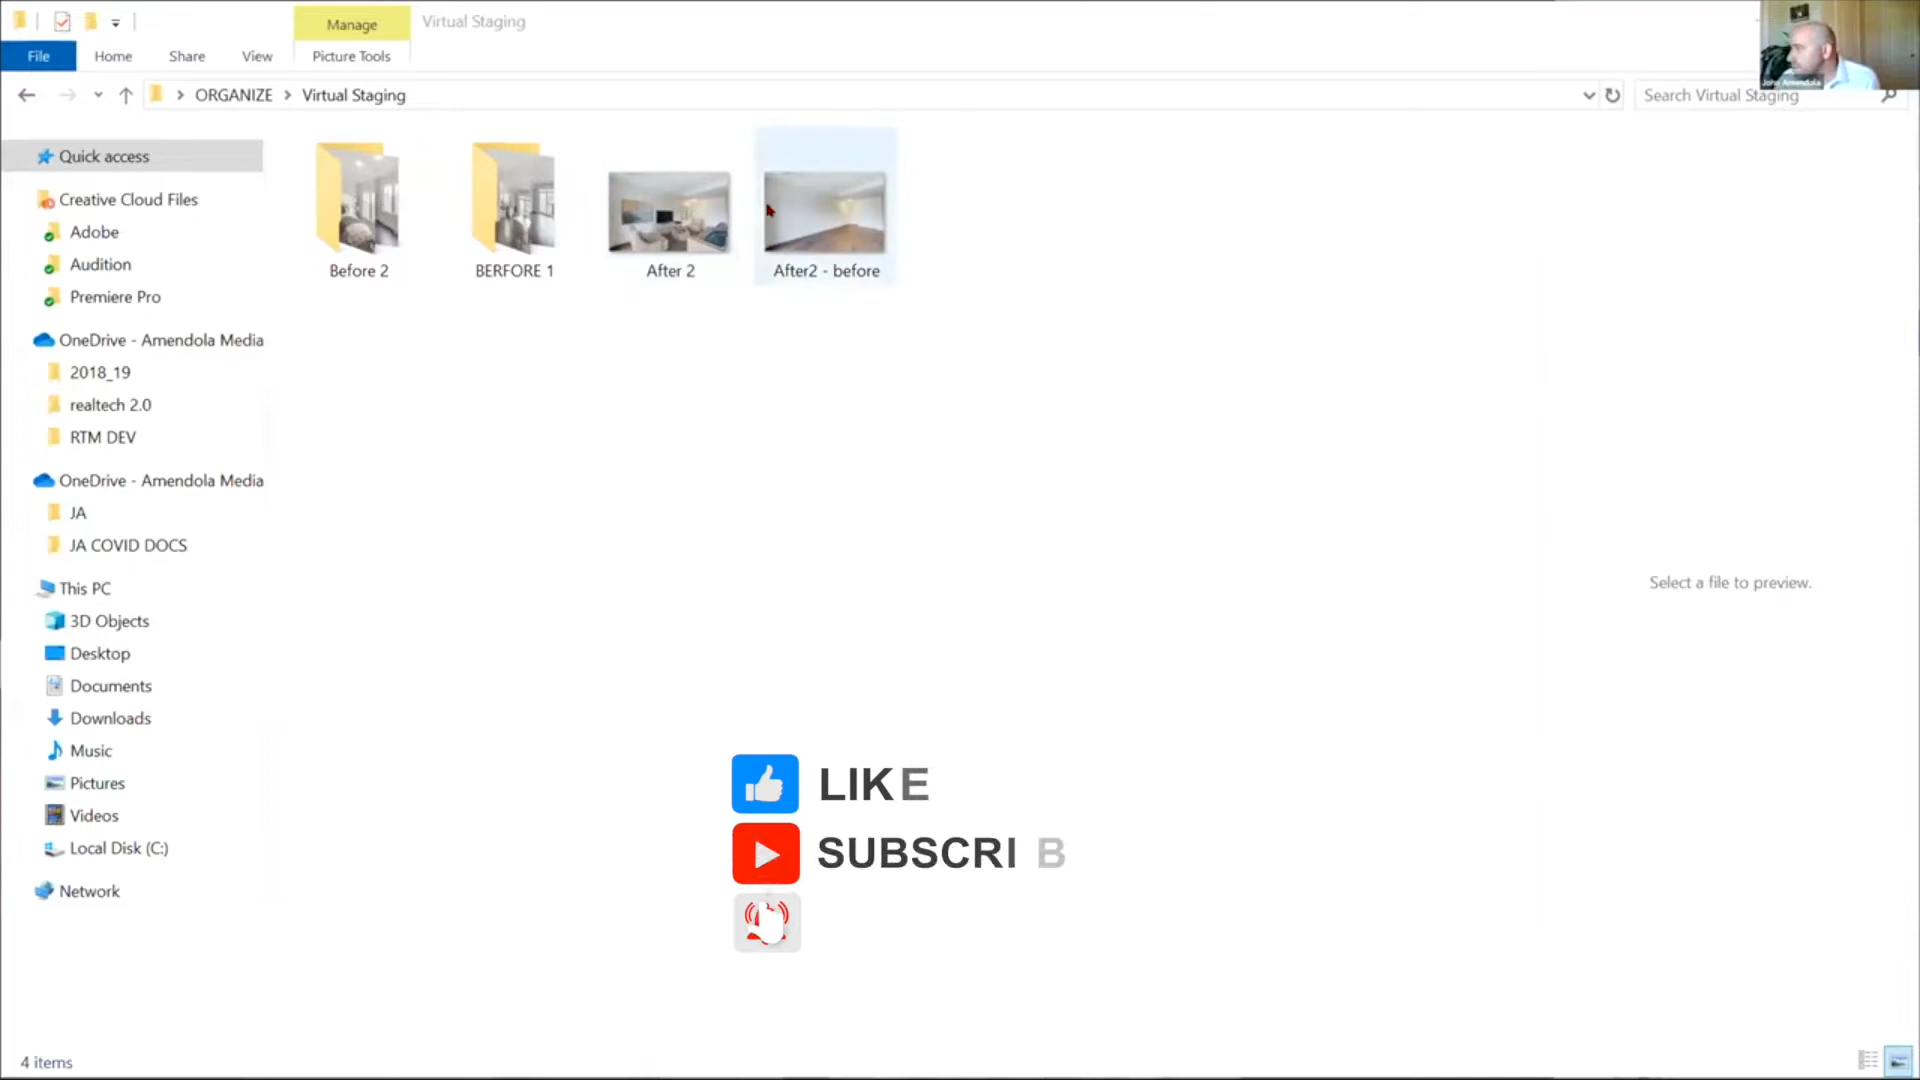 Manage
Virtual Staging
File
Home
Share
View
Picture Tools
John Amendola
ORGANIZE
Virtual Staging
Search Virtual Staging
Quick access
Creative Cloud Files
Adobe
Audition
Premiere Pro
OneDrive - Amendola Media
2018_19
realtech 2.0
RTM DEV
OneDrive - Amendola Media
JA
JA COVID DOCS
This PC
3D Objects
Desktop
Documents
Downloads
Music
Pictures
Videos
Local Disk (C:)
Network
Before 2
BERFORE 1
After 2
After2 - before
Select a file to preview.
LIKE
SUBSCRI B
4 items